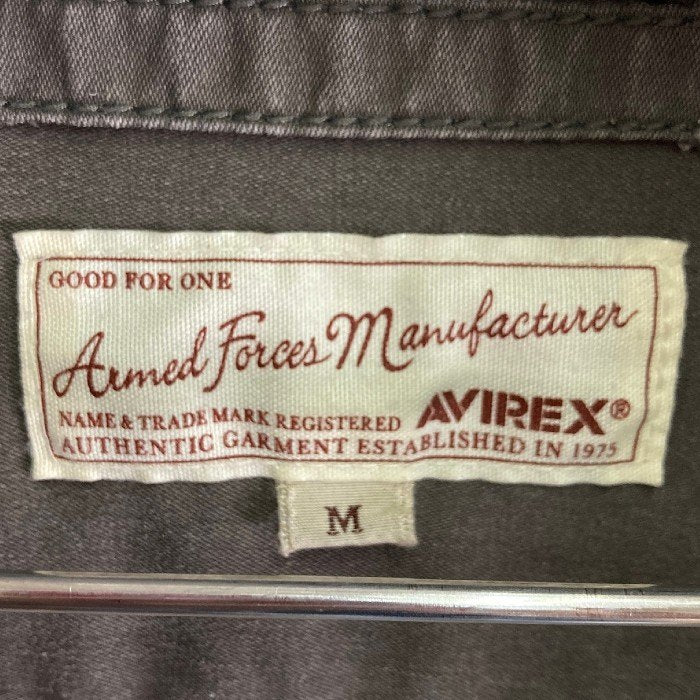 GOOD FOR ONE
Armed Forces Manufacturer
NAME & TRADE MARK REGISTERED AVIREX®
AUTHENTIC GARMENT ESTABLISHED IN 1975
M